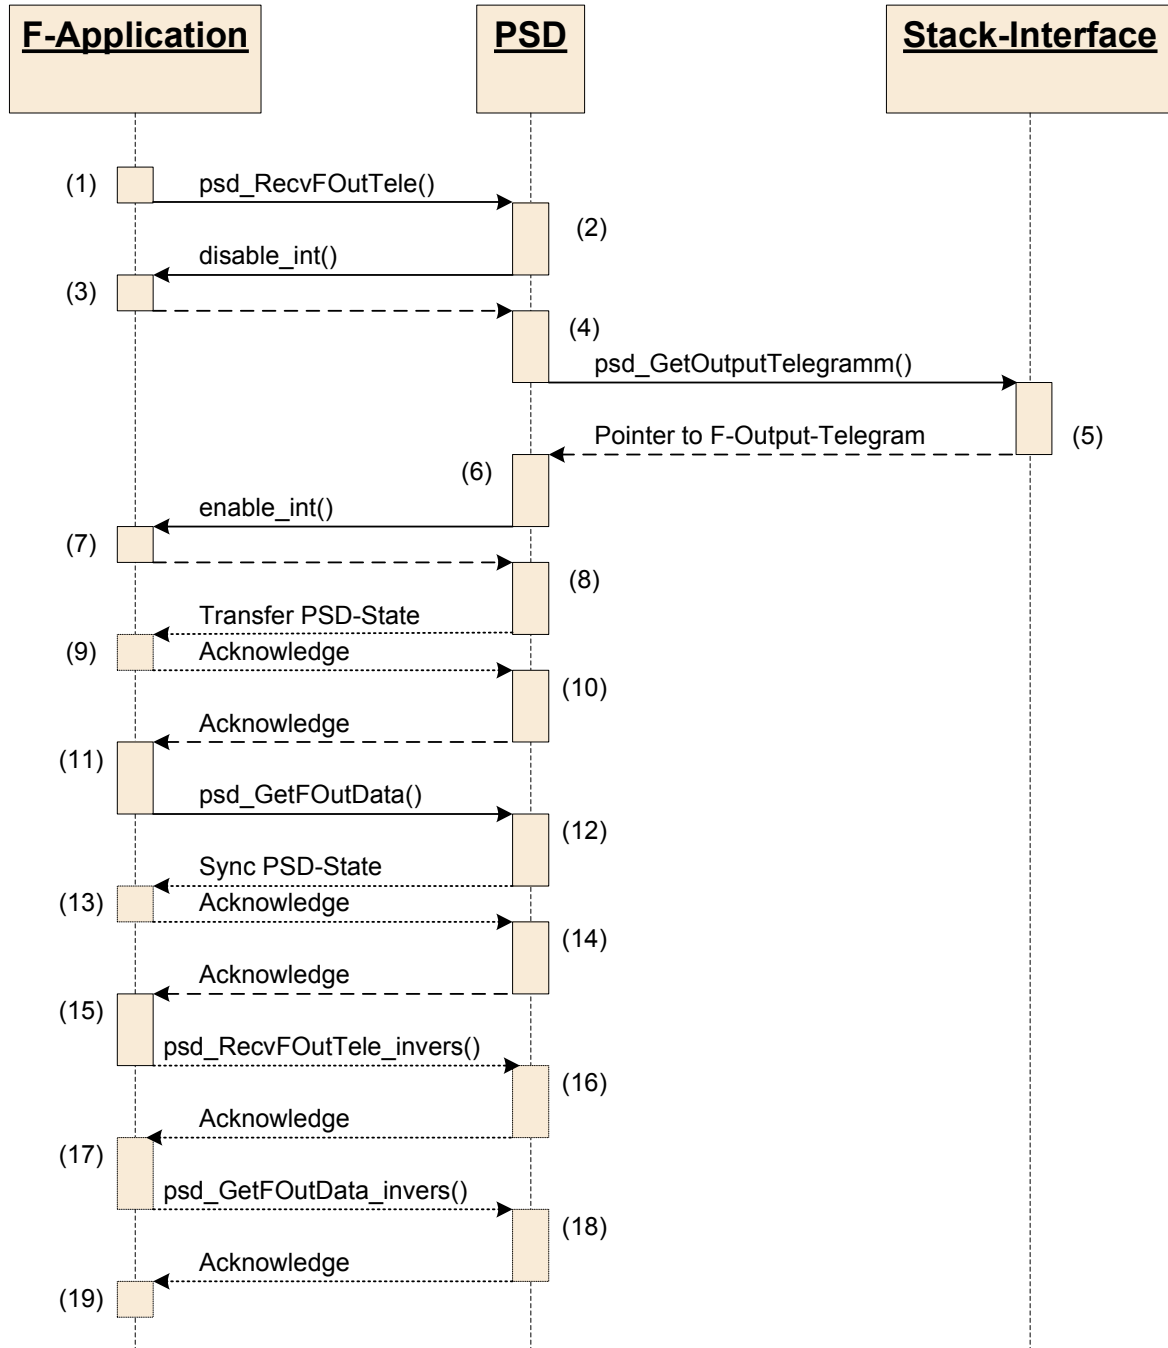 F-Application
PSD
Stack-Interface
(1)
psd_RecvFOutTele()
(2)
disable_int()
(3)
(4)
psd_GetOutputTelegramm()
Pointer to F-Output-Telegram
(5)
(6)
enable_int()
(7)
(8)
Transfer PSD-State
(9)
Acknowledge
(10)
Acknowledge
(11)
psd_GetFOutData()
(12)
Sync PSD-State
(13)
Acknowledge
(14)
Acknowledge
(15)
psd_RecvFOutTele_invers()
(16)
Acknowledge
(17)
psd_GetFOutData_invers()
(18)
Acknowledge
(19)